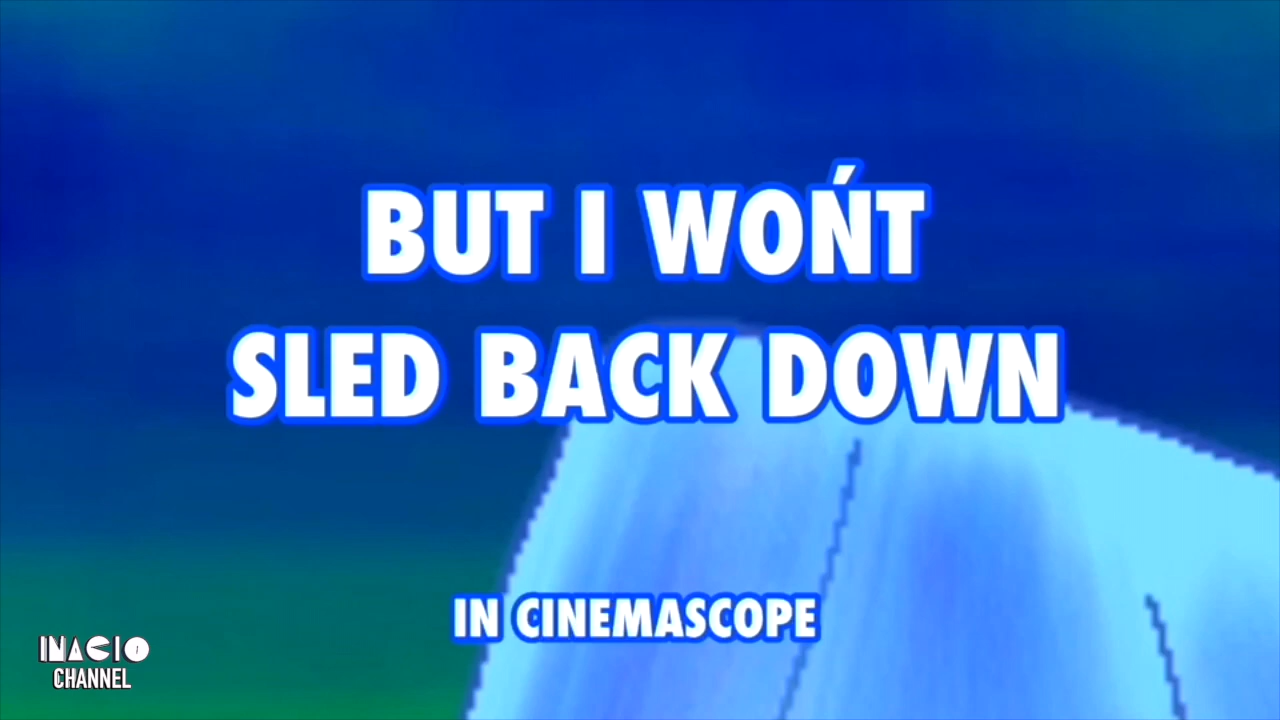 BUT I WOŃT
SLED BACK DOWN
IN CINEMASCOPE
INACIO
CHANNEL